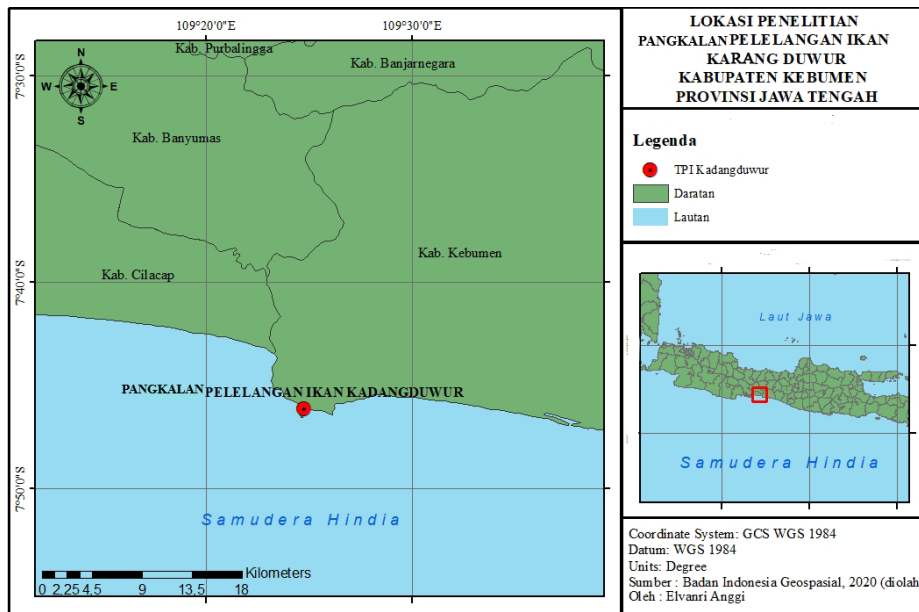 109°20'0"E
109°30'0"E
7°30'0"S
7°40'0"S
7°50'0"S
N
W
E
S
Kab. Purbalingga
Kab. Banjarnegara
Kab. Banyumas
Kab. Kebumen
Kab. Cilacap
PANGKALAN PELELANGAN IKAN KADANGDUWUR
Samudera Hindia
Kilometers
0 2,25 4,5 9 13,5 18
LOKASI PENELITIAN
PANGKALAN PELELANGAN IKAN
KARANG DUWUR
KABUPATEN KEBUMEN
PROVINSI JAWA TENGAH
Legenda
TPI Kadangduwur
Daratan
Lautan
Laut Jawa
Samudera Hindia
Coordinate System: GCS WGS 1984
Datum: WGS 1984
Units: Degree
Sumber : Badan Indonesia Geospasial, 2020 (diolah
Oleh : Elvanri Anggi